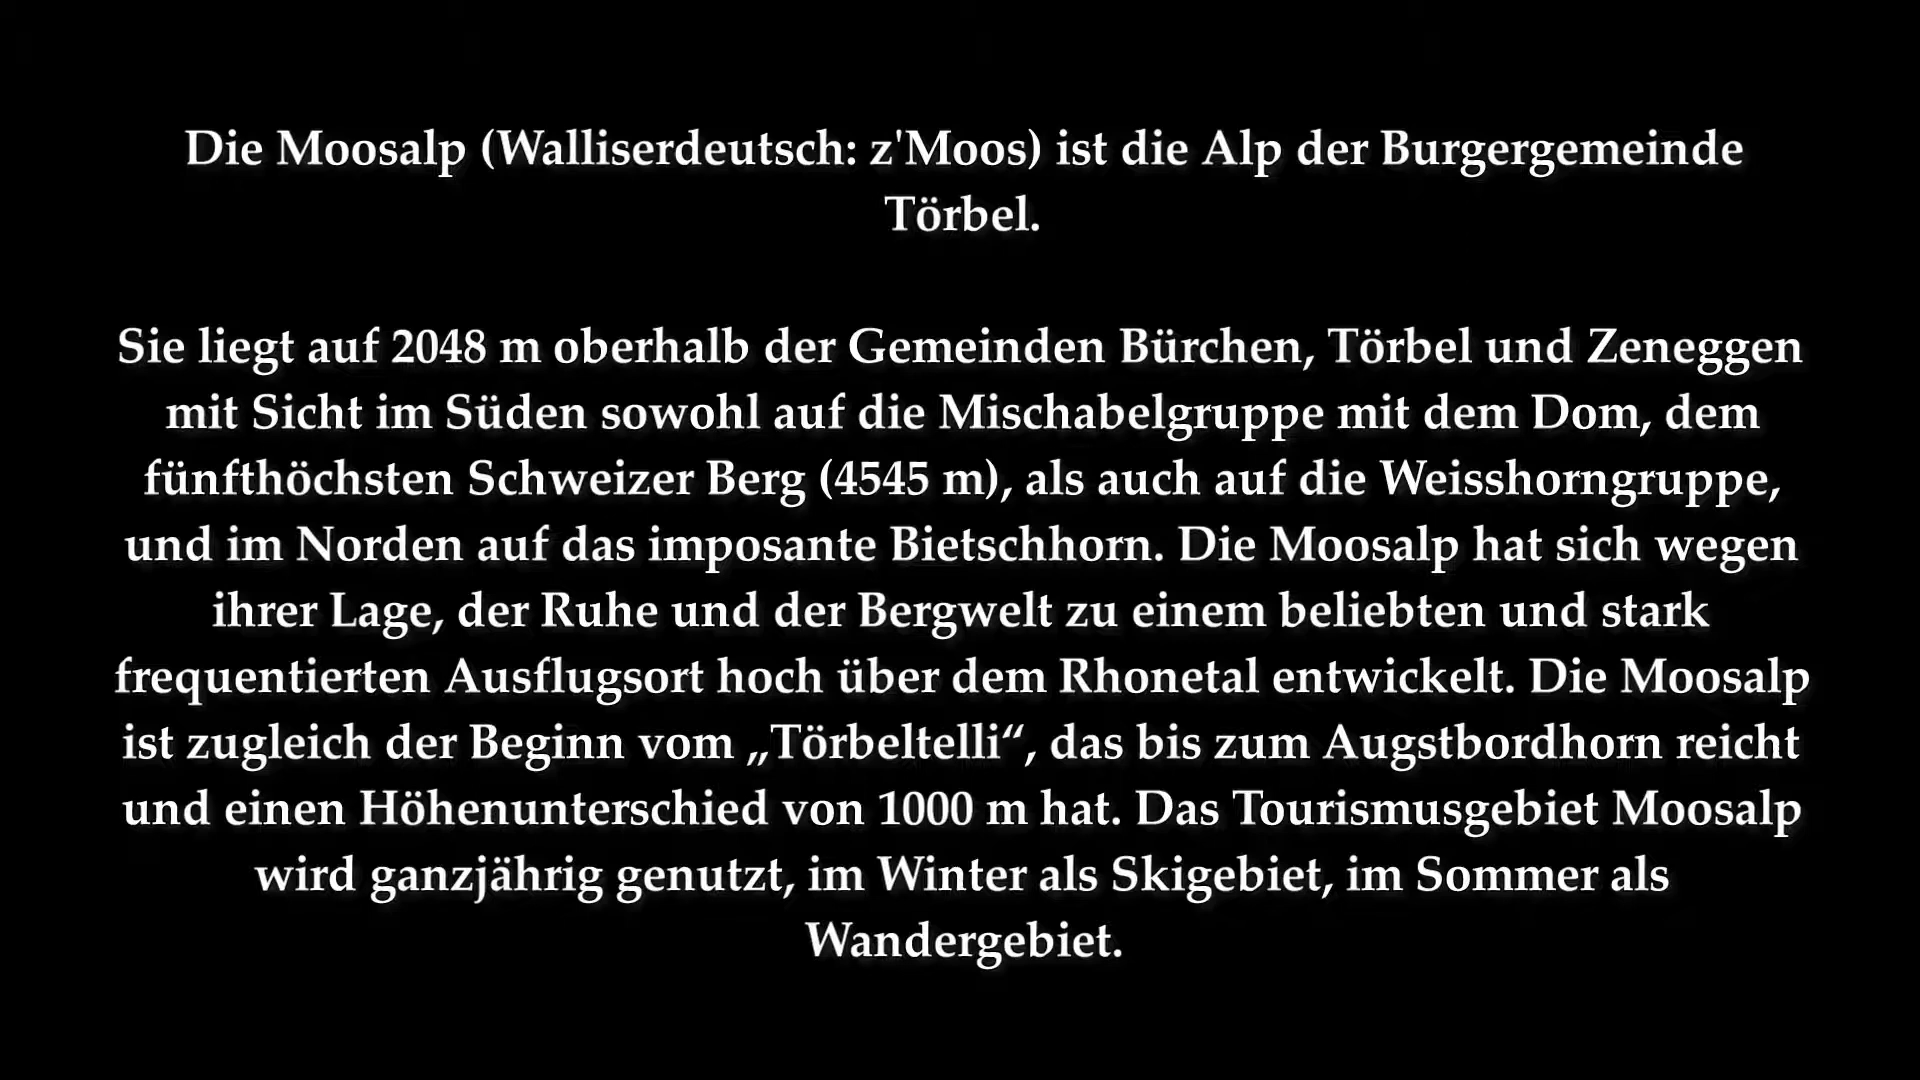 Die Moosalp (Walliserdeutsch: z'Moos) ist die Alp der Burgergemeinde
Törbel.
Sie liegt auf 2048 m oberhalb der Gemeinden Bürchen, Törbel und Zeneggen
mit Sicht im Süden sowohl auf die Mischabelgruppe mit dem Dom, dem
fünfthöchsten Schweizer Berg (4545 m), als auch auf die Weisshorngruppe,
und im Norden auf das imposante Bietschhorn. Die Moosalp hat sich wegen
ihrer Lage, der Ruhe und der Bergwelt zu einem beliebten und stark
frequentierten Ausflugsort hoch über dem Rhonetal entwickelt. Die Moosalp
ist zugleich der Beginn vom „Törbeltelli“, das bis zum Augstbordhorn reicht
und einen Höhenunterschied von 1000 m hat. Das Tourismusgebiet Moosalp
wird ganzjährig genutzt, im Winter als Skigebiet, im Sommer als
Wandergebiet.